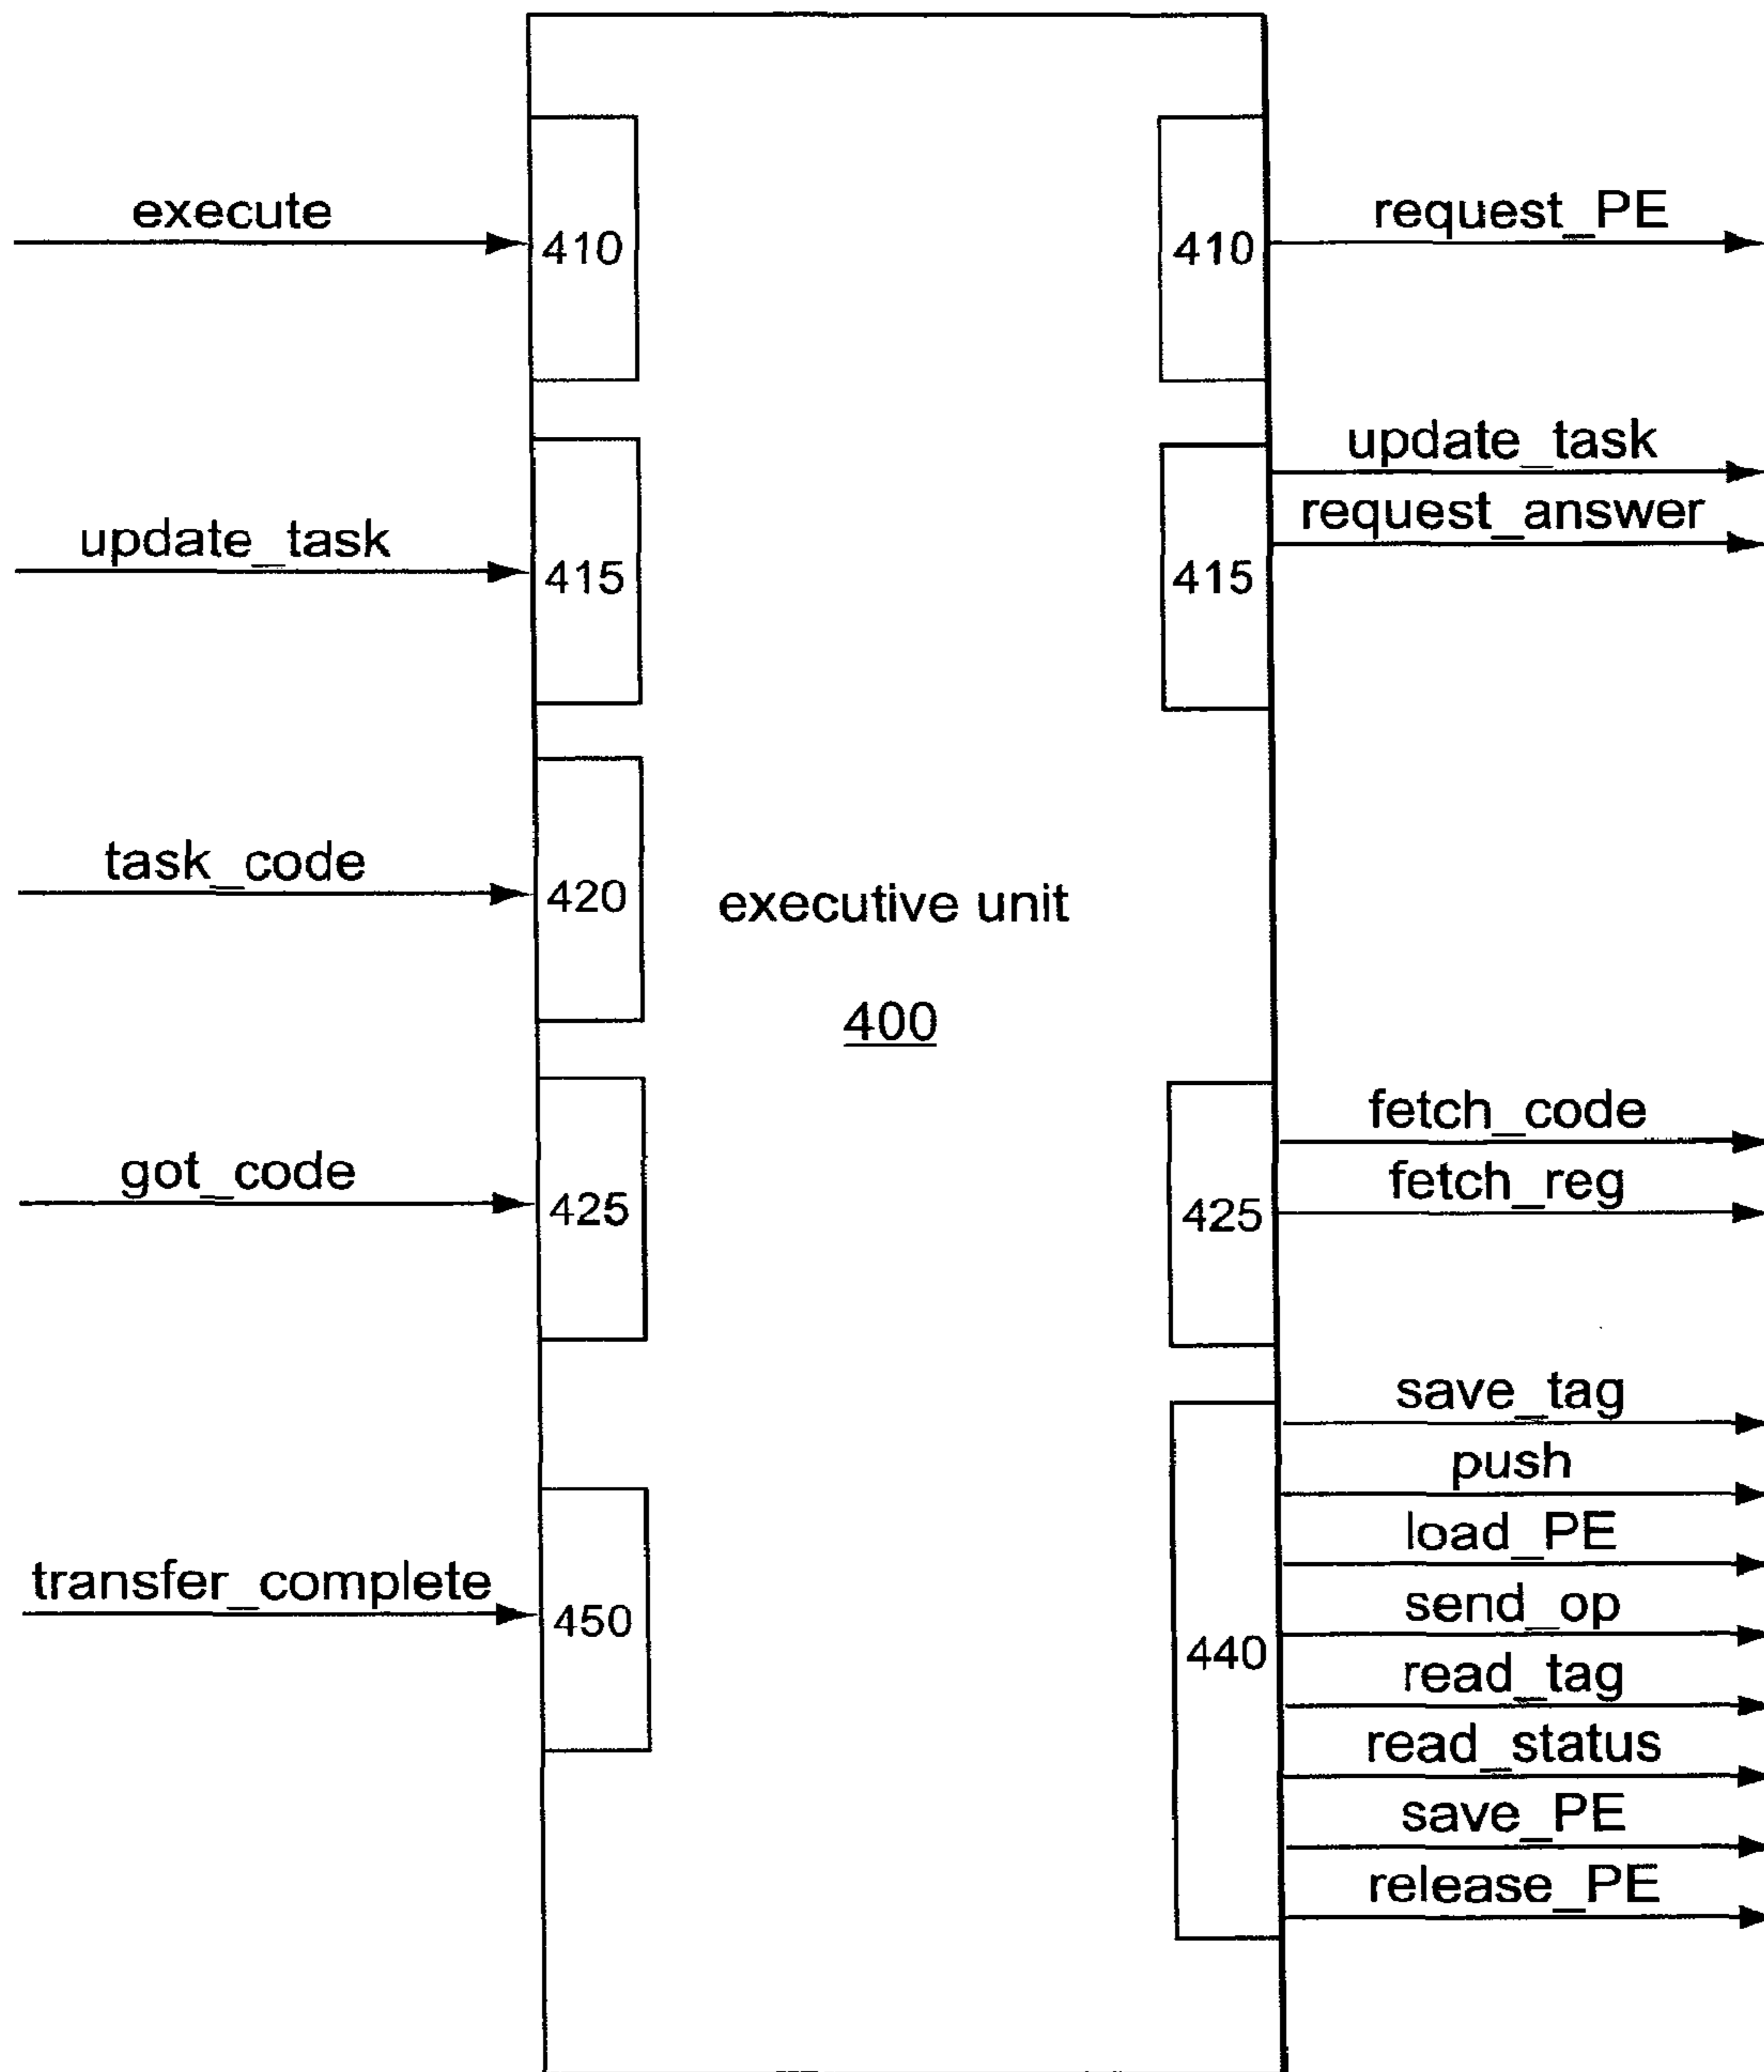 execute
410
410
request_PE
update_task
request_answer
update_task
415
415
task_code
420
executive unit
400
fetch_code
got_code
425
425
fetch_reg
save_tag
push
load_PE
transfer_complete
450
send_op
440
read_tag
read_status
save_PE
release_PE